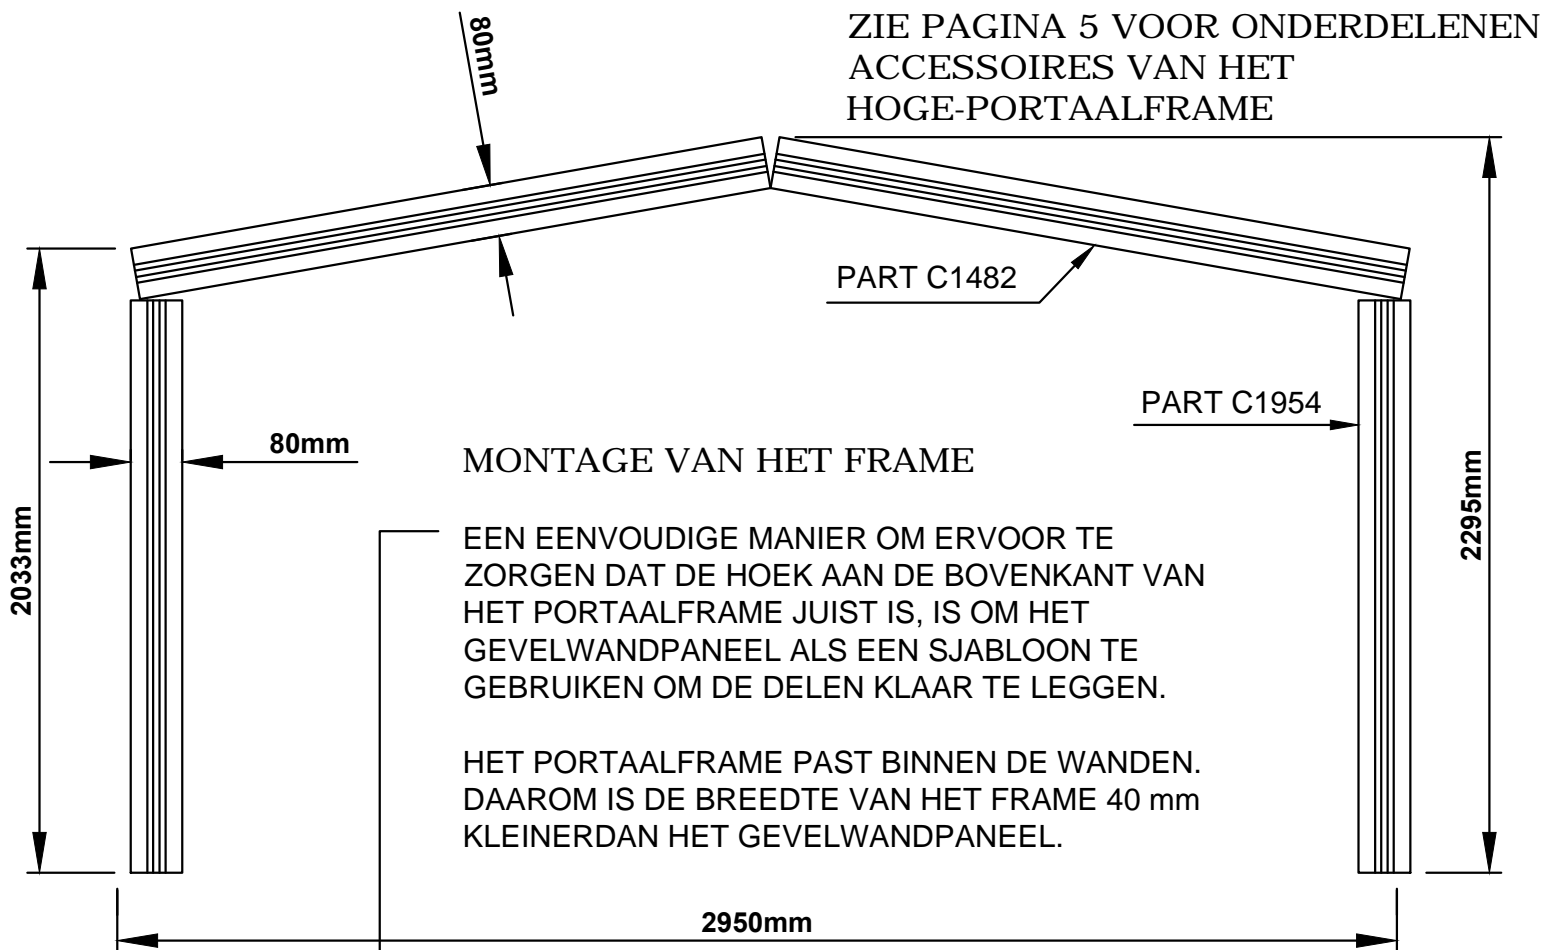 80mm
ZIE PAGINA 5 VOOR ONDERDELENEN
ACCESSOIRES VAN HET
HOGE-PORTAALFRAME
PART C1482
PART C1954
80mm
MONTAGE VAN HET FRAME
2033mm
2295mm
EEN EENVOUDIGE MANIER OM ERVOOR TE
ZORGEN DAT DE HOEK AAN DE BOVENKANT VAN
HET PORTAALFRAME JUIST IS, IS OM HET
GEVELWANDPANEEL ALS EEN SJABLOON TE
GEBRUIKEN OM DE DELEN KLAAR TE LEGGEN.
HET PORTAALFRAME PAST BINNEN DE WANDEN.
DAAROM IS DE BREEDTE VAN HET FRAME 40 mm
KLEINERDAN HET GEVELWANDPANEEL.
2950mm